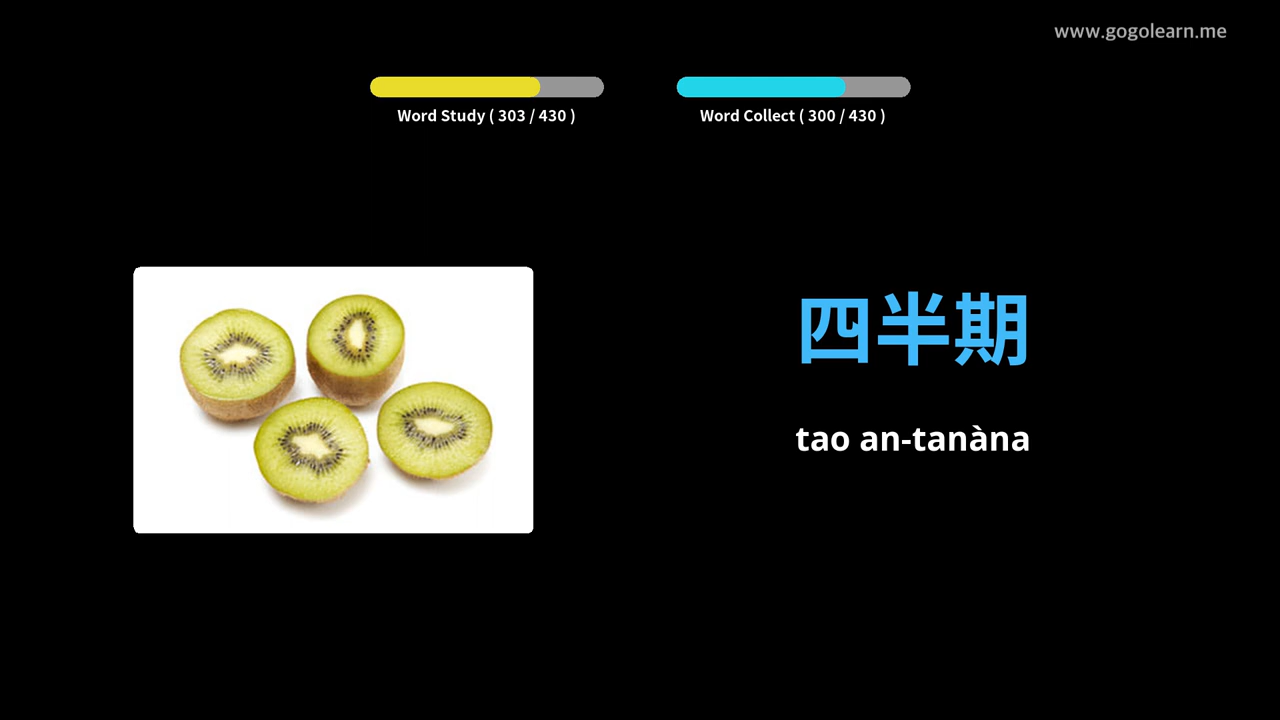 www.gogolearn.me
Word Study ( 303 / 430 )
Word Collect ( 300 / 430 )
四半期
tao an-tanàna